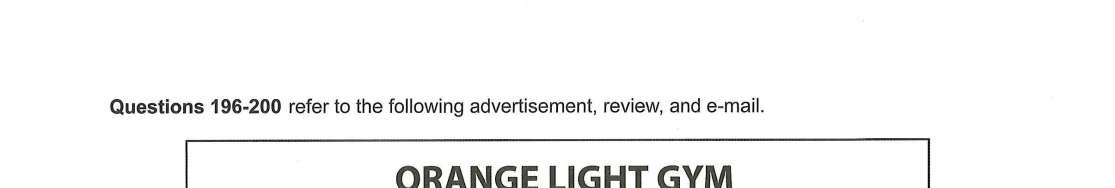 Questions 196-200 refer to the following advertisement, review, and e-mail.
ORANGE LIGHT GYM